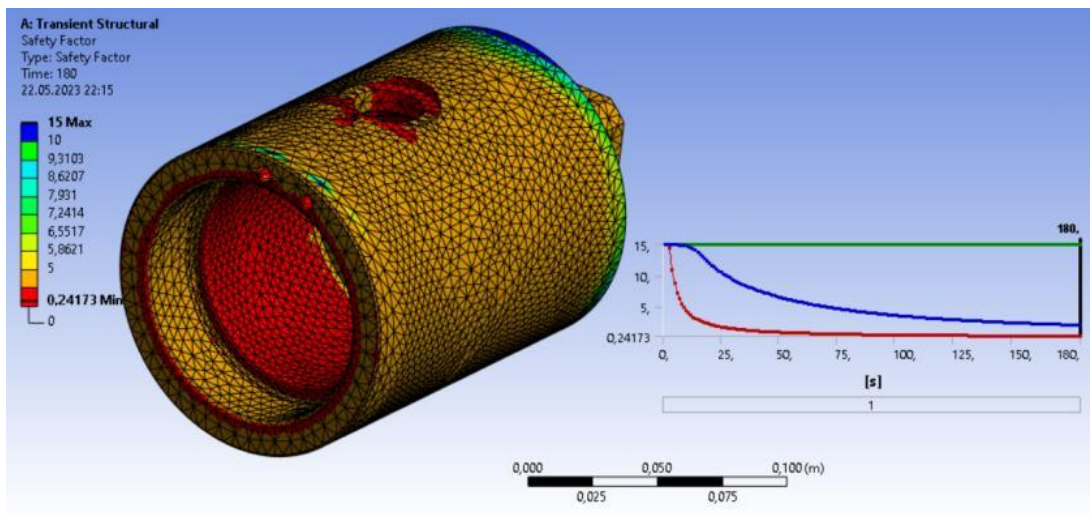 A: Transient Structural
Safety Factor
Type: Safety Factor
Time: 180
22.05.2023 22:15
15 Max
10
9,3103
8,6207
7,931
7,2414
6,5517
5,8621
5
0,24173 Min
0
180,
15,
10,
5,
0,24173
0, 25, 50, 75, 100, 125, 150, 180,
[s]
1
0,000 0,050 0,100 (m)
0,025 0,075